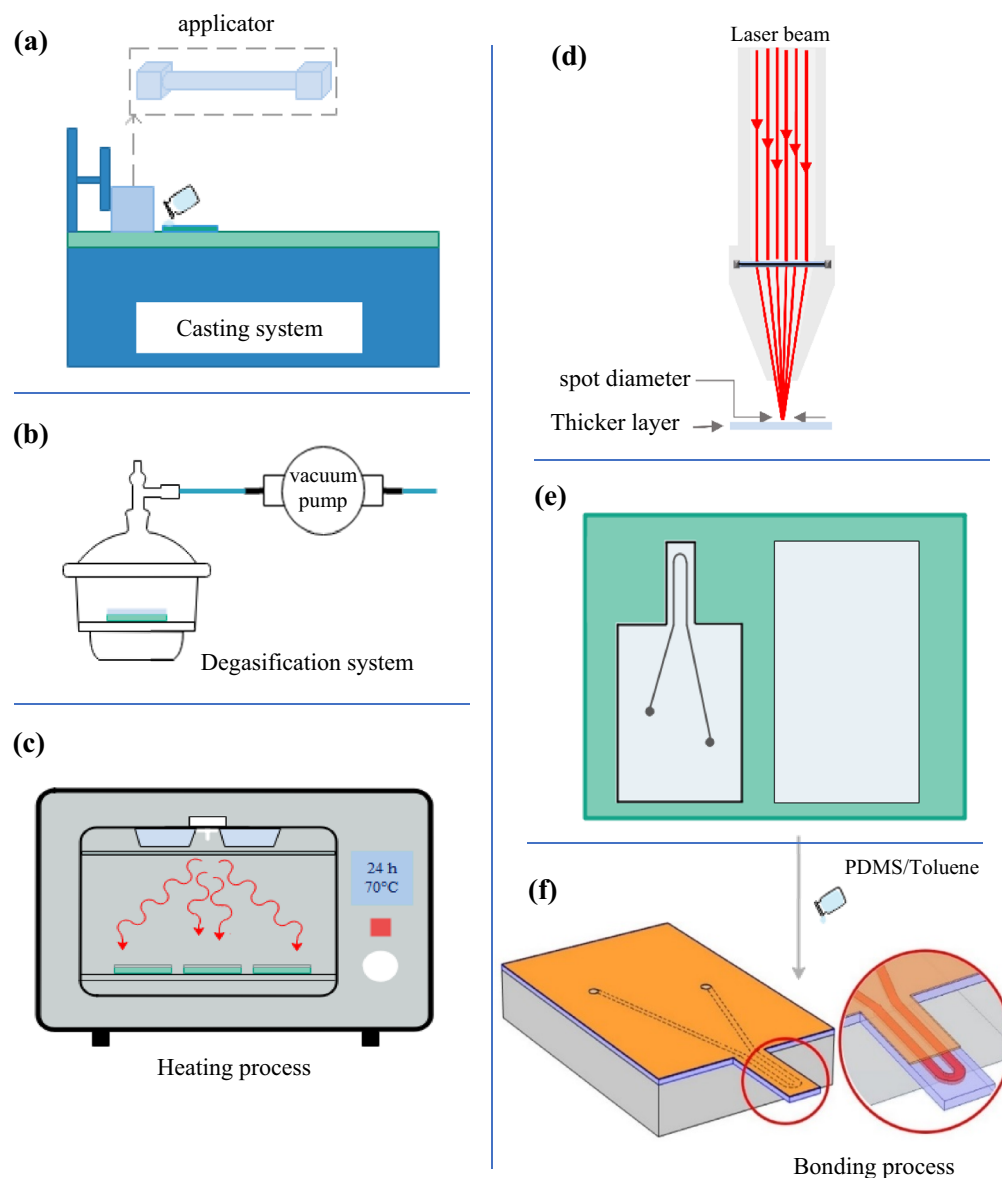 (a)
applicator
Casting system
(b)
vacuum
pump
Degasification system
(c)
24 h
70°C
Heating process
(d)
Laser beam
spot diameter
Thicker layer
(e)
PDMS/Toluene
(f)
Bonding process